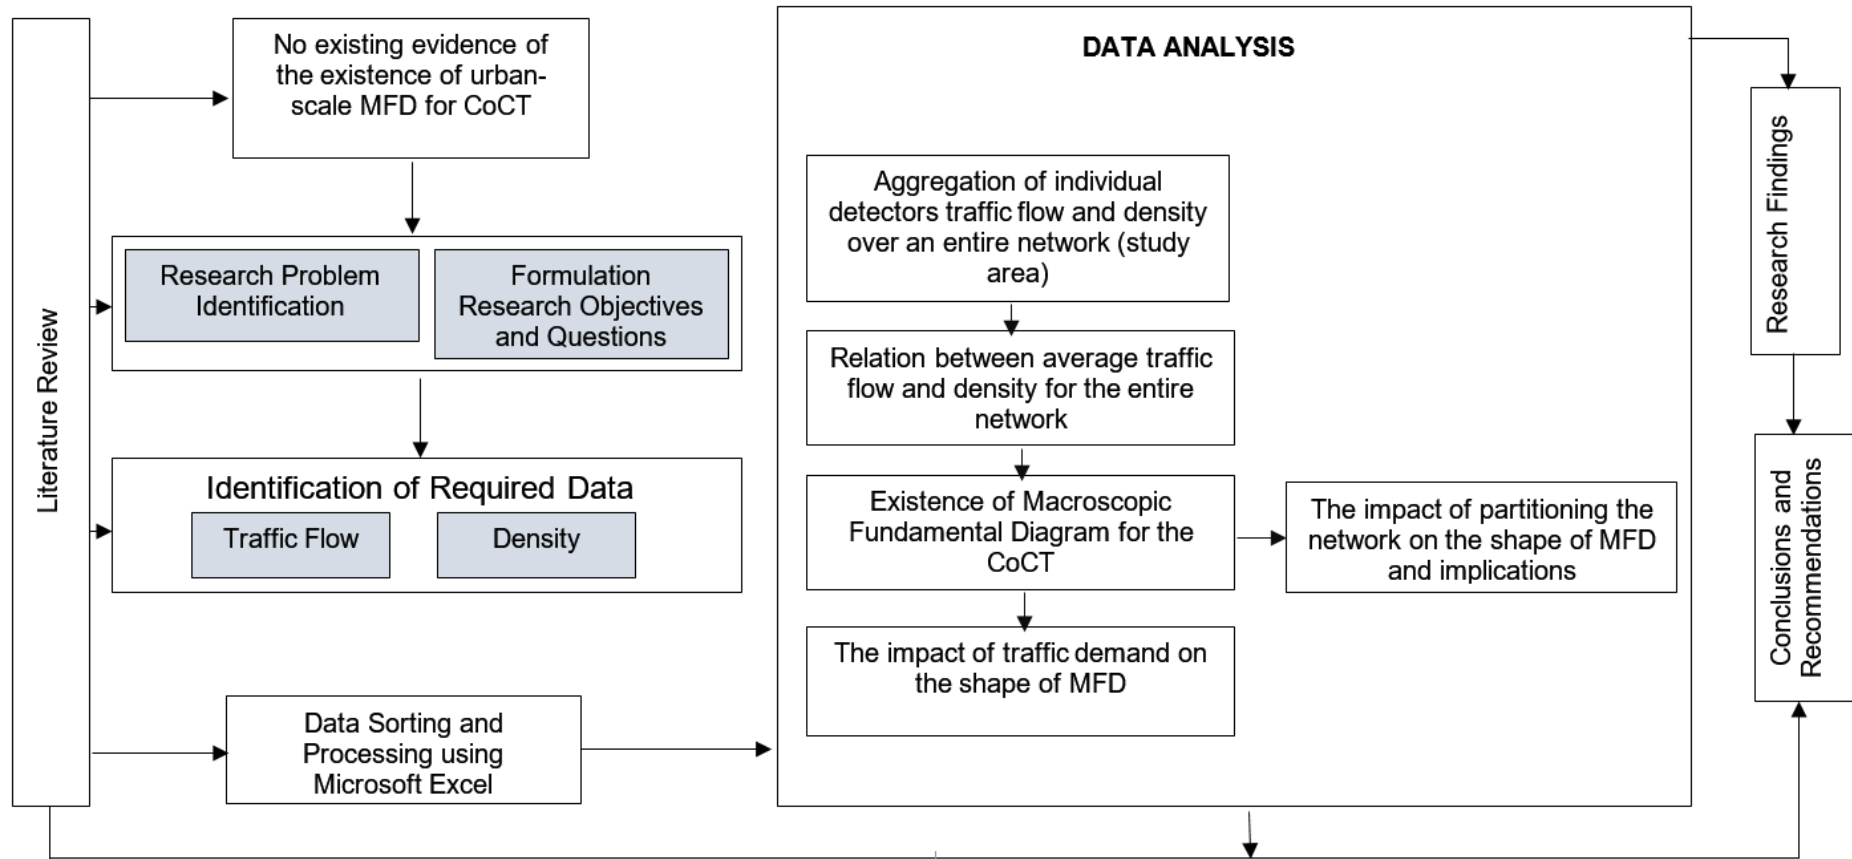 Literature Review
No existing evidence of
the existence of urban-
scale MFD for CoCT
Research Problem
Identification
Formulation
Research Objectives
and Questions
Identification of Required Data
Traffic Flow
Density
Data Sorting and
Processing using
Microsoft Excel
DATA ANALYSIS
Aggregation of individual
detectors traffic flow and density
over an entire network (study
area)
Relation between average traffic
flow and density for the entire
network
Existence of Macroscopic
Fundamental Diagram for the
CoCT
The impact of partitioning the
network on the shape of MFD
and implications
The impact of traffic demand on
the shape of MFD
Research Findings
Conclusions and
Recommendations